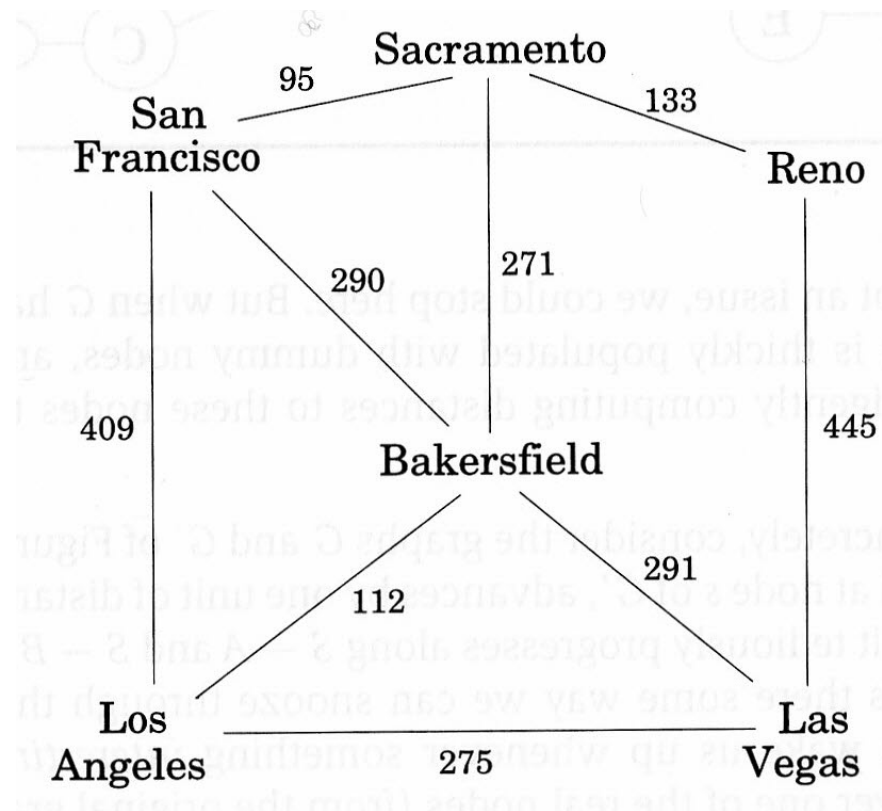 Sacramento
95
133
San
Francisco
Reno
290
271
409
445
Bakersfield
291
112
Los
Angeles
Las
Vegas
275